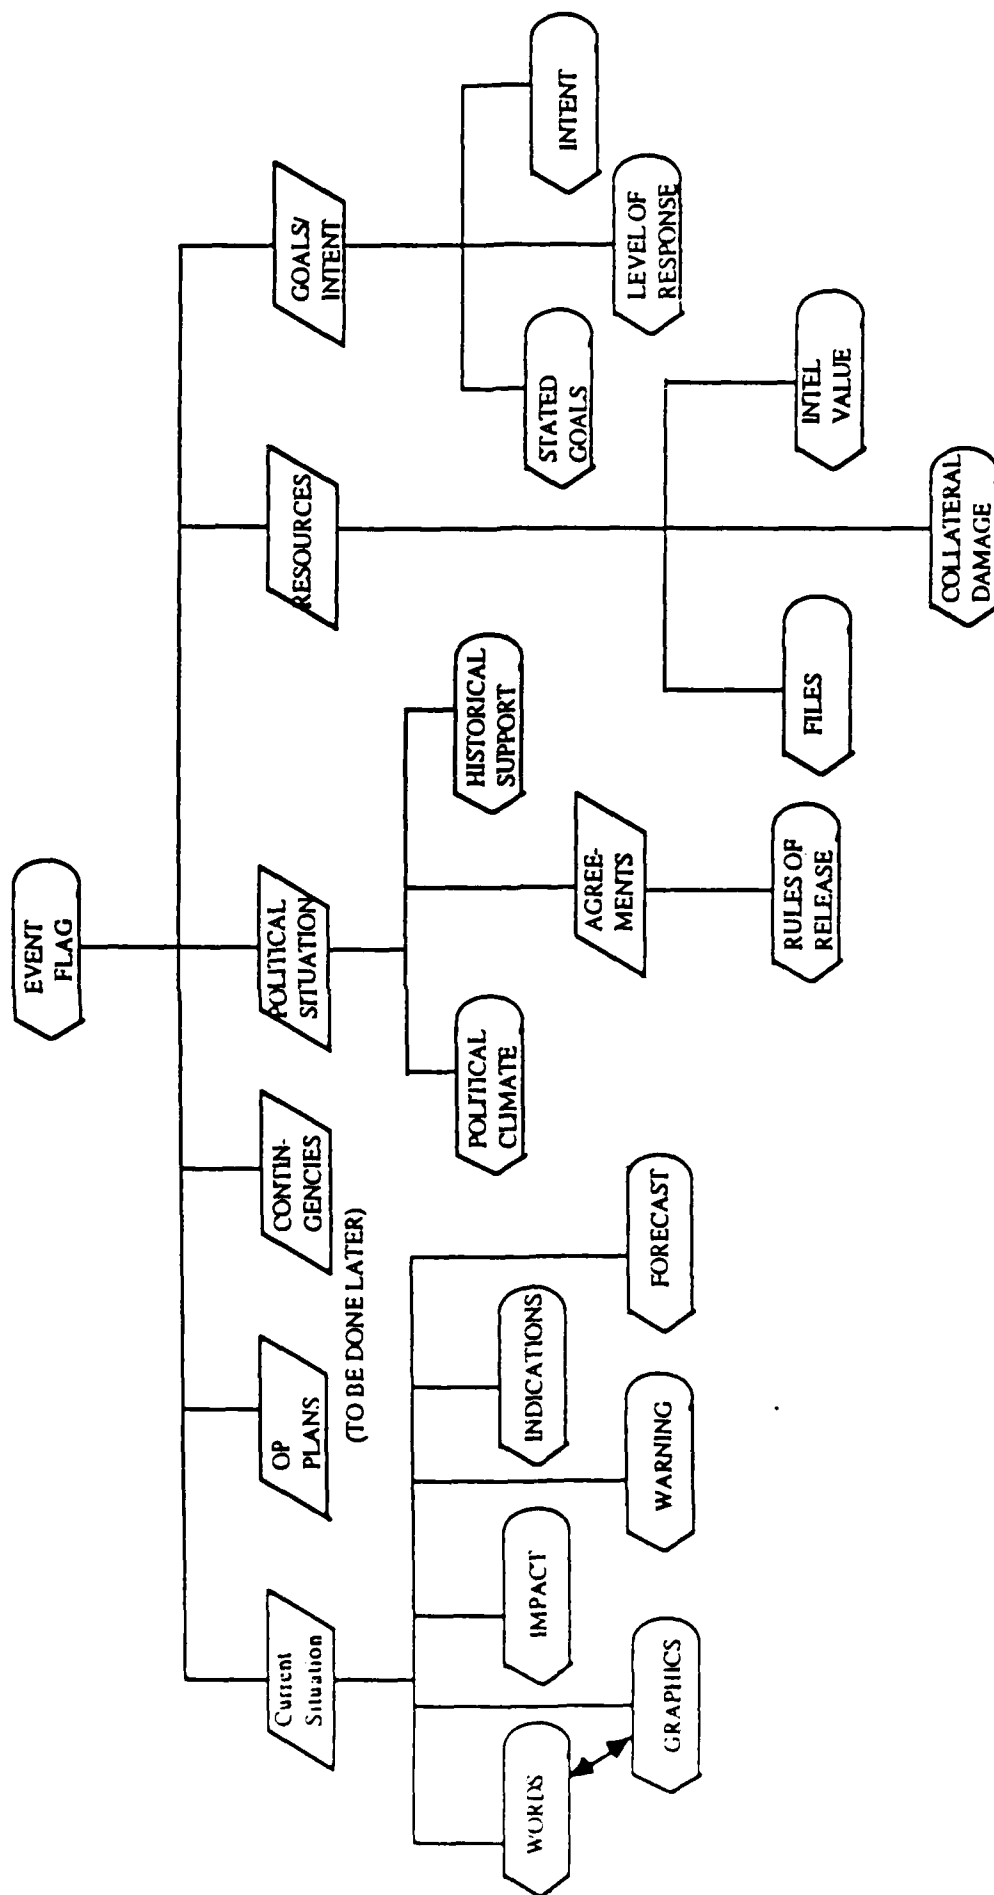 EVENT
FLAG
Current
Situation
OP
PLANS
CONTIN-
GENCIES
(TO BE DONE LATER)
POLITICAL
SITUATION
RESOURCES
GOALS/
INTENT
WORDS
GRAPHICS
IMPACT
WARNING
INDICATIONS
FORECAST
POLITICAL
CLIMATE
AGREE-
MENTS
RULES OF
RELEASE
HISTORICAL
SUPPORT
FILES
COLLATERAL
DAMAGE
INTEL
VALUE
STATED
GOALS
LEVEL OF
RESPONSE
INTENT